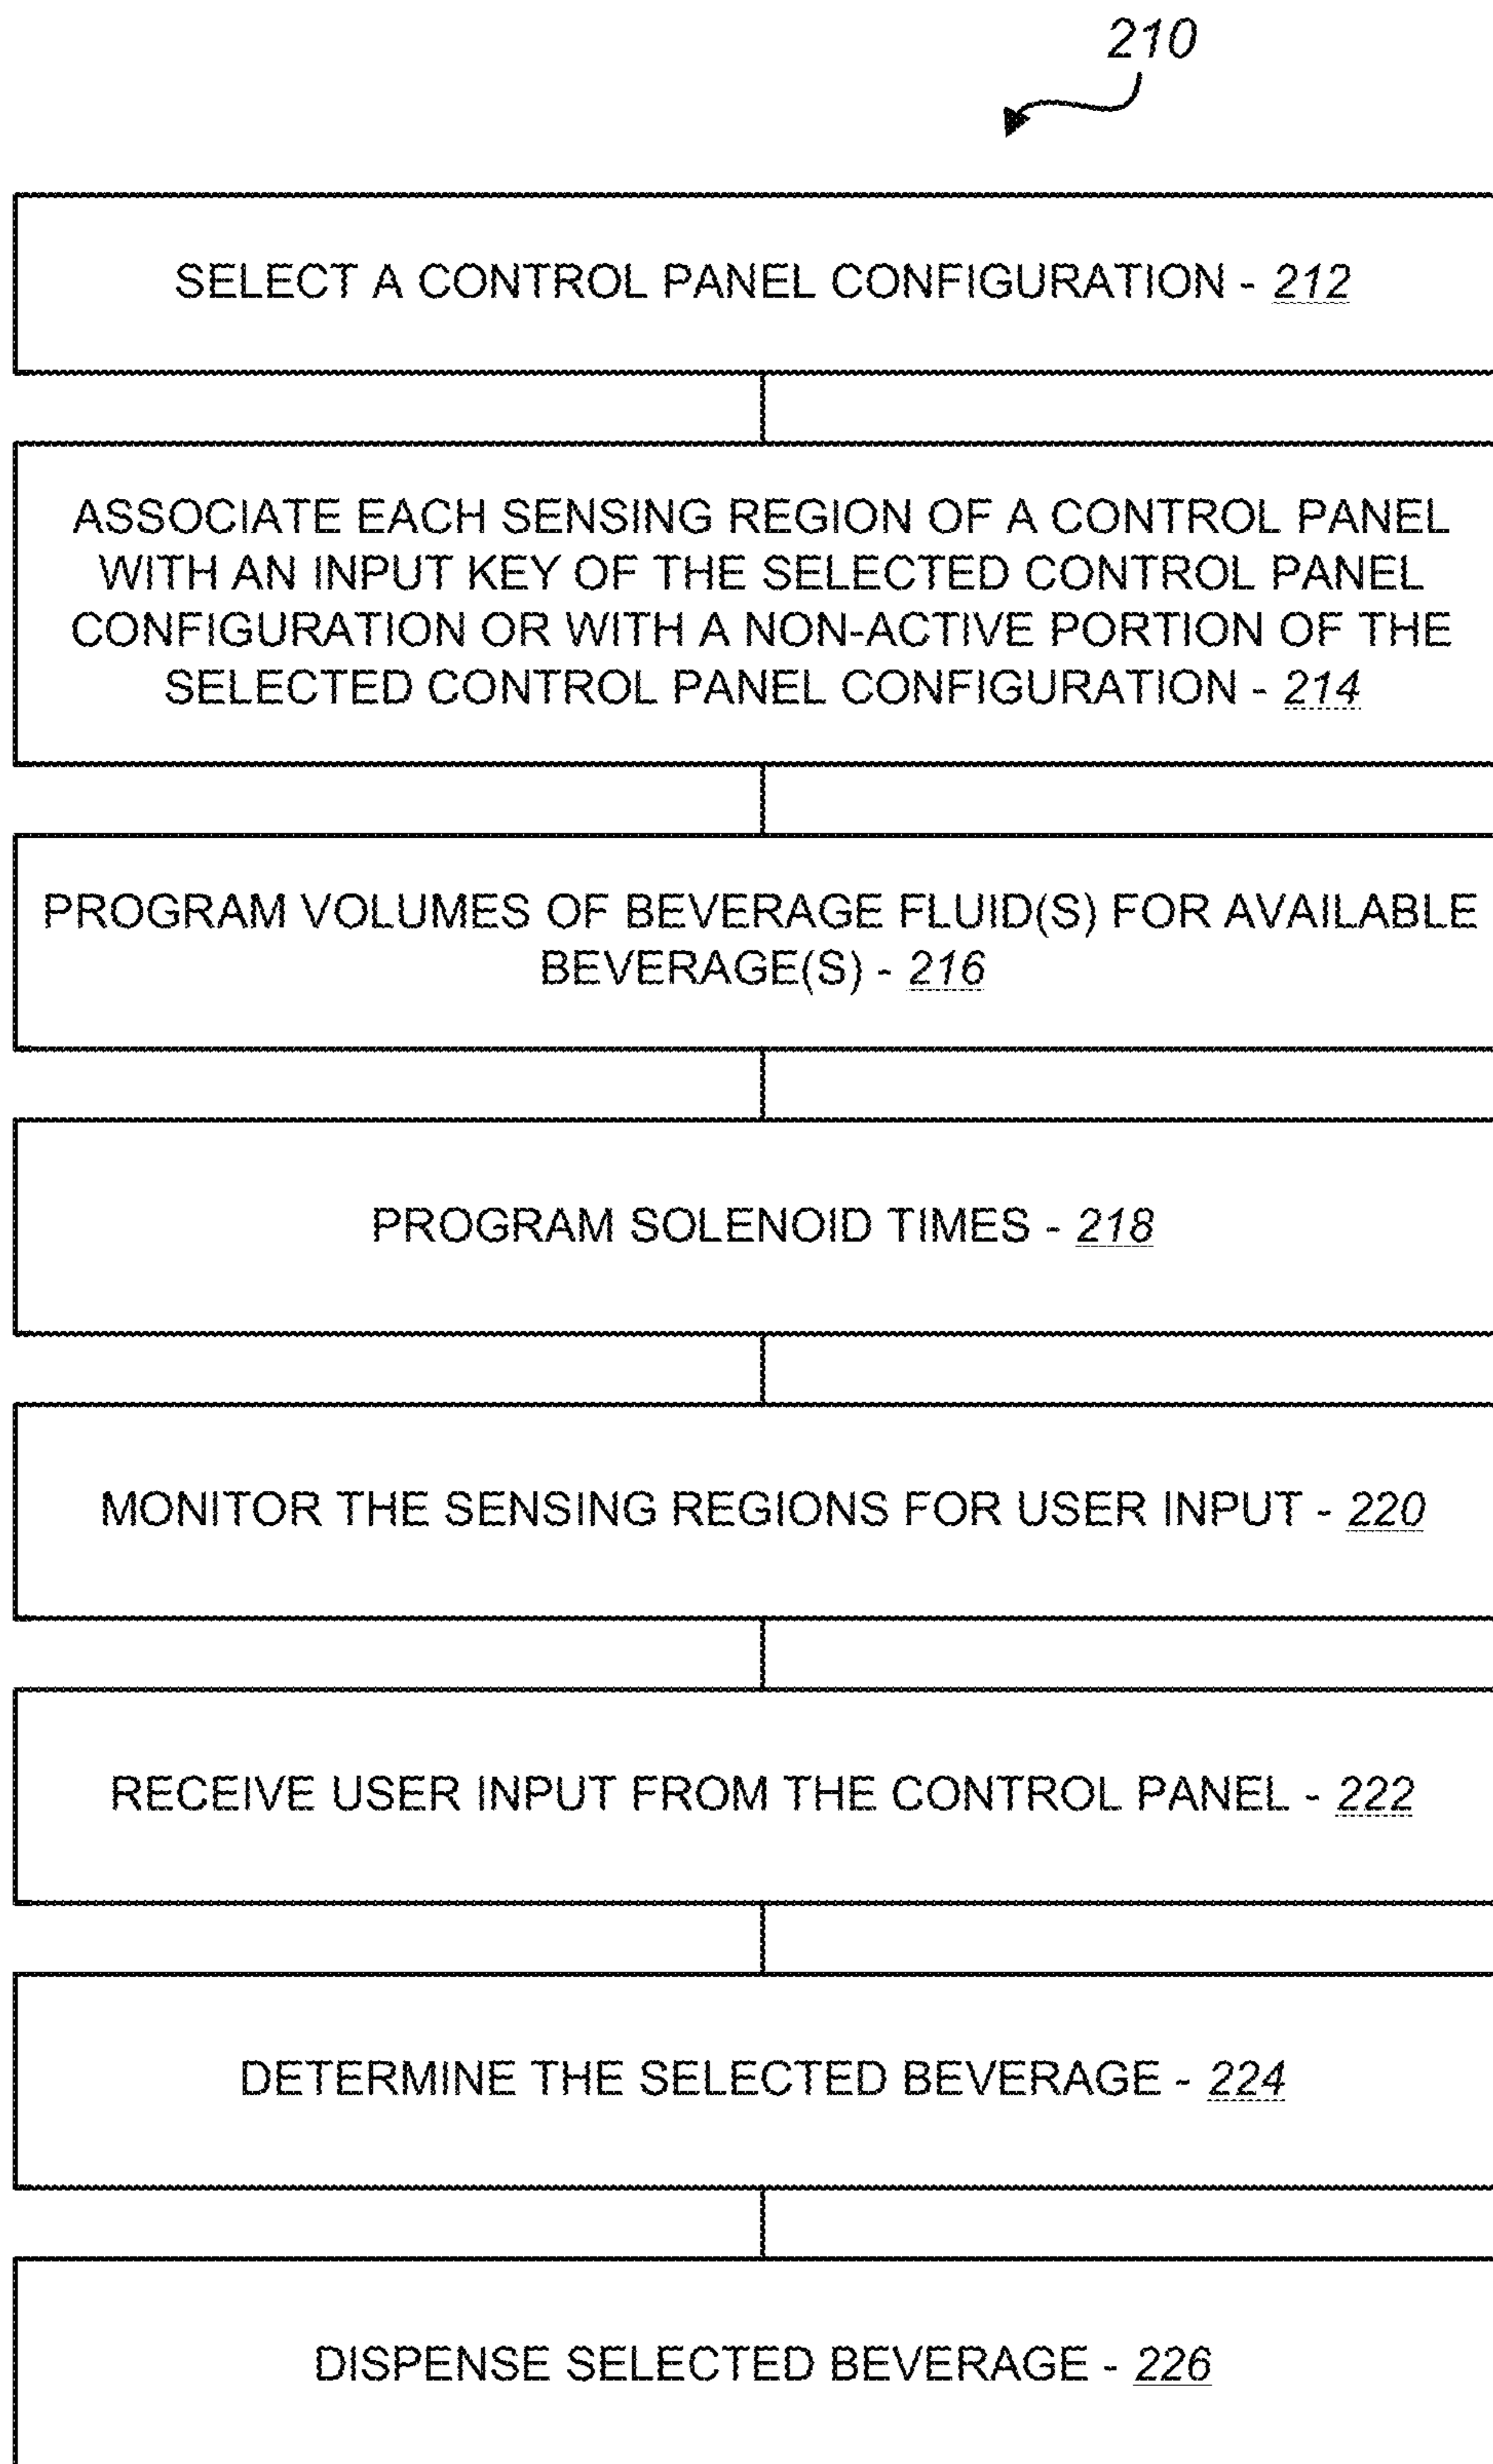 210
SELECT A CONTROL PANEL CONFIGURATION - 212
ASSOCIATE EACH SENSING REGION OF A CONTROL PANEL
WITH AN INPUT KEY OF THE SELECTED CONTROL PANEL
CONFIGURATION OR WITH A NON-ACTIVE PORTION OF THE
SELECTED CONTROL PANEL CONFIGURATION - 214
PROGRAM VOLUMES OF BEVERAGE FLUID(S) FOR AVAILABLE
BEVERAGE(S) - 216
PROGRAM SOLENOID TIMES - 218
MONITOR THE SENSING REGIONS FOR USER INPUT - 220
RECEIVE USER INPUT FROM THE CONTROL PANEL - 222
DETERMINE THE SELECTED BEVERAGE - 224
DISPENSE SELECTED BEVERAGE - 226